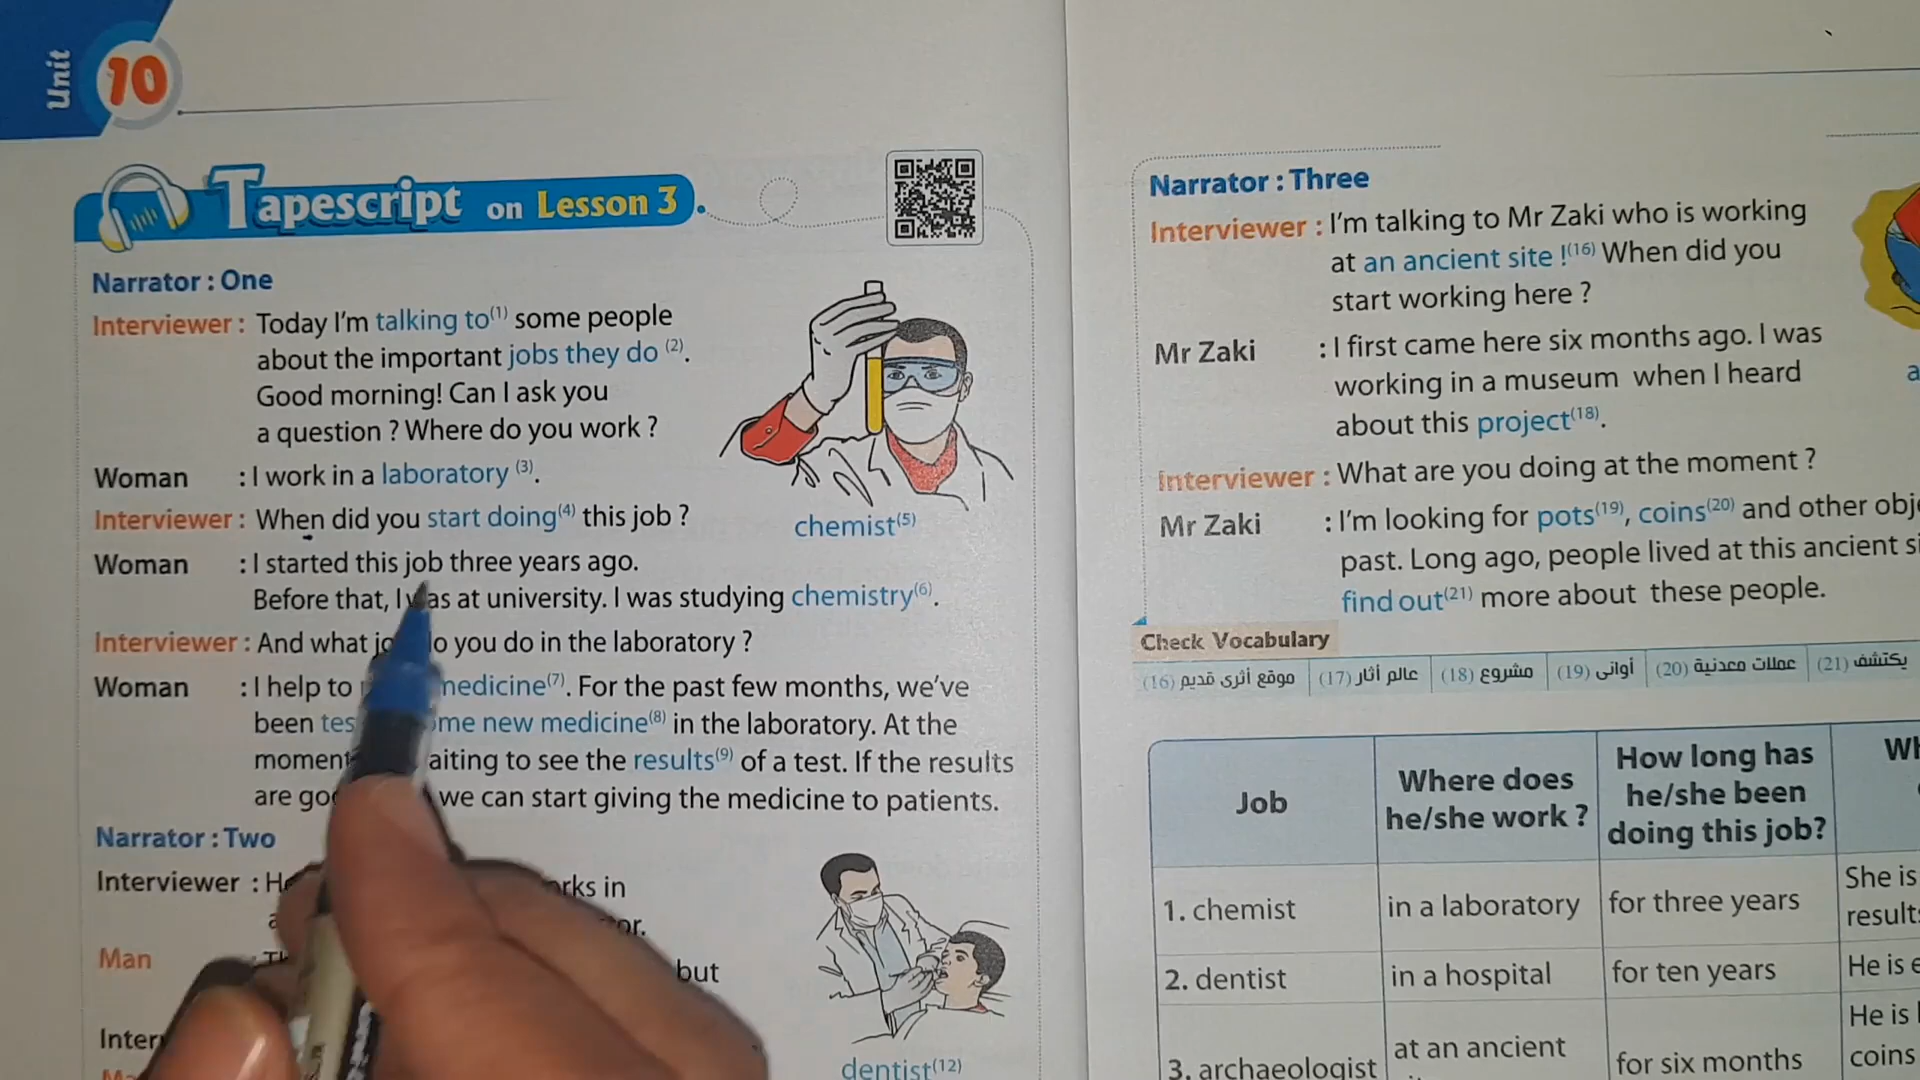 Unit 10
Tapescript on Lesson 3 .
Narrator : One
Interviewer : Today I'm talking to(1) some people
about the important jobs they do (2).
Good morning! Can I ask you
a question ? Where do you work ?
Woman : I work in a laboratory (3).
Interviewer : When did you start doing(4) this job ?
chemist(5)
Woman : I started this job three years ago.
Before that, I was at university. I was studying chemistry(6).
Interviewer : And what do you do in the laboratory ?
Woman : I help to medicine(7). For the past few months, we've
been new medicine(8) in the laboratory. At the
moment to see the results(9) of a test. If the results
are we can start giving the medicine to patients.
Narrator : Two
Interviewer : in
Man but
dentist(12)
Narrator : Three
Interviewer : I'm talking to Mr Zaki who is working
at an ancient site !(16) When did you
start working here ?
Mr Zaki : I first came here six months ago. I was
working in a museum when I heard
about this project(18).
Interviewer : What are you doing at the moment ?
Mr Zaki : I'm looking for pots(19), coins(20) and other
past. Long ago, people lived at this ancient
find out(21) more about these people.
Check Vocabulary
(16) موقع أثرى قديم (17) عالم أثار (18) مشروع (19) أوانى (20) عملات معدنية (21) يكتشف
Job Where does he/she work ? How long has he/she been doing this job?
1. chemist in a laboratory for three years She is
2. dentist in a hospital for ten years He is
3. archaeologist at an ancient for six months He is
coins